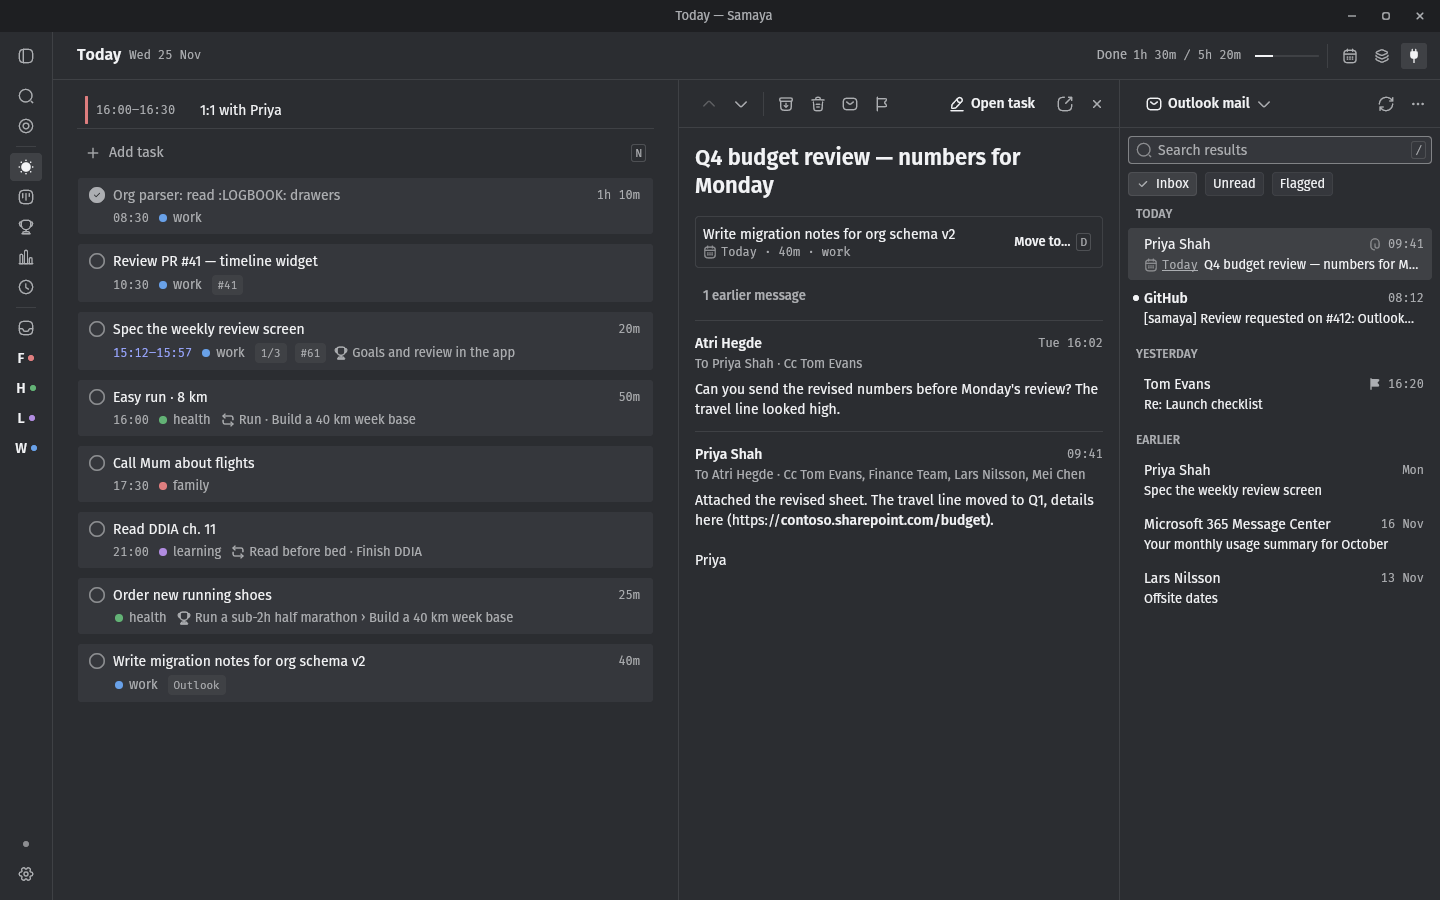 Today — Samaya
Today Wed 25 Nov
Done 1h 30m / 5h 20m
F
H
L
W
16:00–16:30 1:1 with Priya
Add task N
Org parser: read :LOGBOOK: drawers 1h 10m
08:30 work
Review PR #41 — timeline widget
10:30 work #41
Spec the weekly review screen 20m
15:12–15:57 work 1/3 #61 Goals and review in the app
Easy run · 8 km 50m
16:00 health Run · Build a 40 km week base
Call Mum about flights
17:30 family
Read DDIA ch. 11
21:00 learning Read before bed · Finish DDIA
Order new running shoes 25m
health Run a sub-2h half marathon › Build a 40 km week base
Write migration notes for org schema v2 40m
work Outlook
Open task
Q4 budget review — numbers for
Monday
Write migration notes for org schema v2
Today · 40m · work
Move to... D
1 earlier message
Atri Hegde Tue 16:02
To Priya Shah · Cc Tom Evans
Can you send the revised numbers before Monday's review? The
travel line looked high.
Priya Shah 09:41
To Atri Hegde · Cc Tom Evans, Finance Team, Lars Nilsson, Mei Chen
Attached the revised sheet. The travel line moved to Q1, details
here (https://contoso.sharepoint.com/budget).
Priya
Outlook mail
Search results /
Inbox Unread Flagged
TODAY
Priya Shah 09:41
Today Q4 budget review — numbers for M...
GitHub 08:12
[samaya] Review requested on #412: Outlook...
YESTERDAY
Tom Evans 16:20
Re: Launch checklist
EARLIER
Priya Shah Mon
Spec the weekly review screen
Microsoft 365 Message Center 16 Nov
Your monthly usage summary for October
Lars Nilsson 13 Nov
Offsite dates